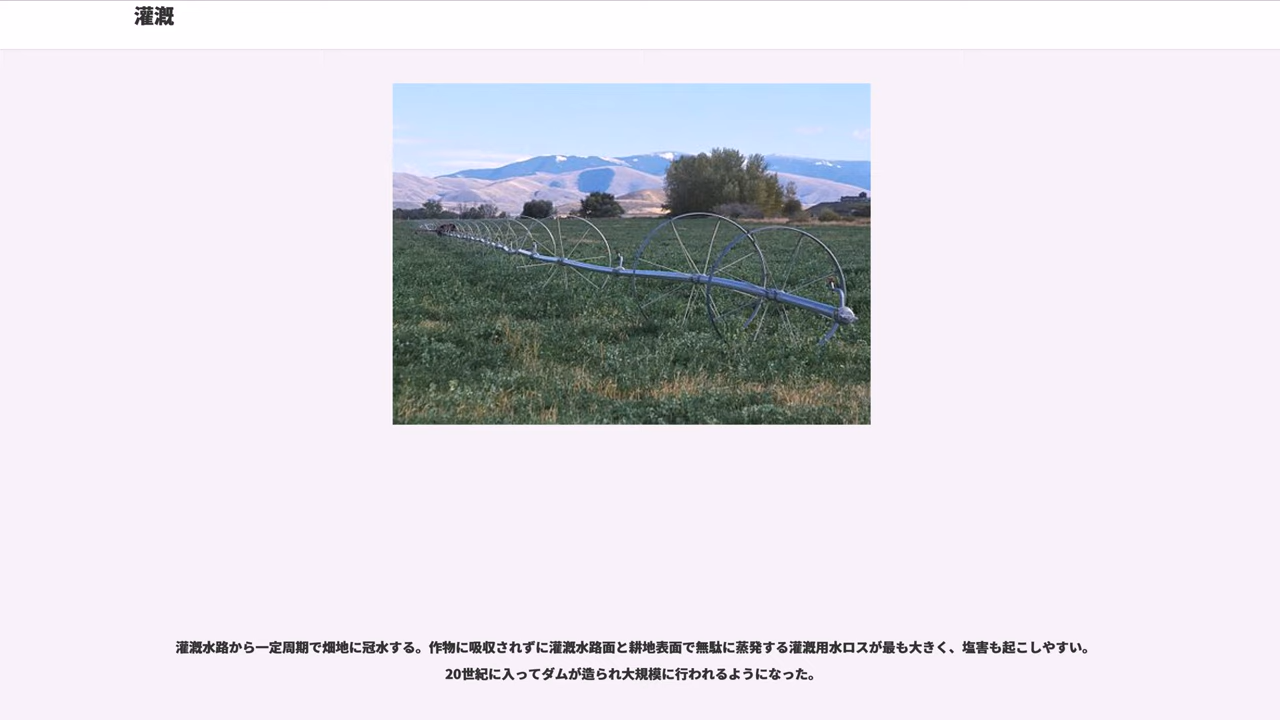 灌漑
灌漑水路から一定周期で畑地に冠水する。作物に吸収されずに灌漑水路面と耕地表面で無駄に蒸発する灌漑用水ロスが最も大きく、塩害も起こしやすい。
20世紀に入ってダムが造られ大規模に行われるようになった。